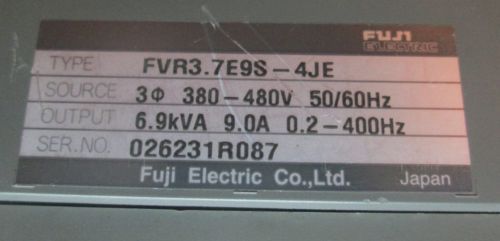 FUJI
ELECTRIC
TYPE FVR3.7E9S-4JE
SOURCE 3Φ 380-480V 50/60Hz
OUTPUT 6.9kVA 9.0A 0.2-400Hz
SER.NO. 026231R087
Fuji Electric Co.,Ltd. Japan